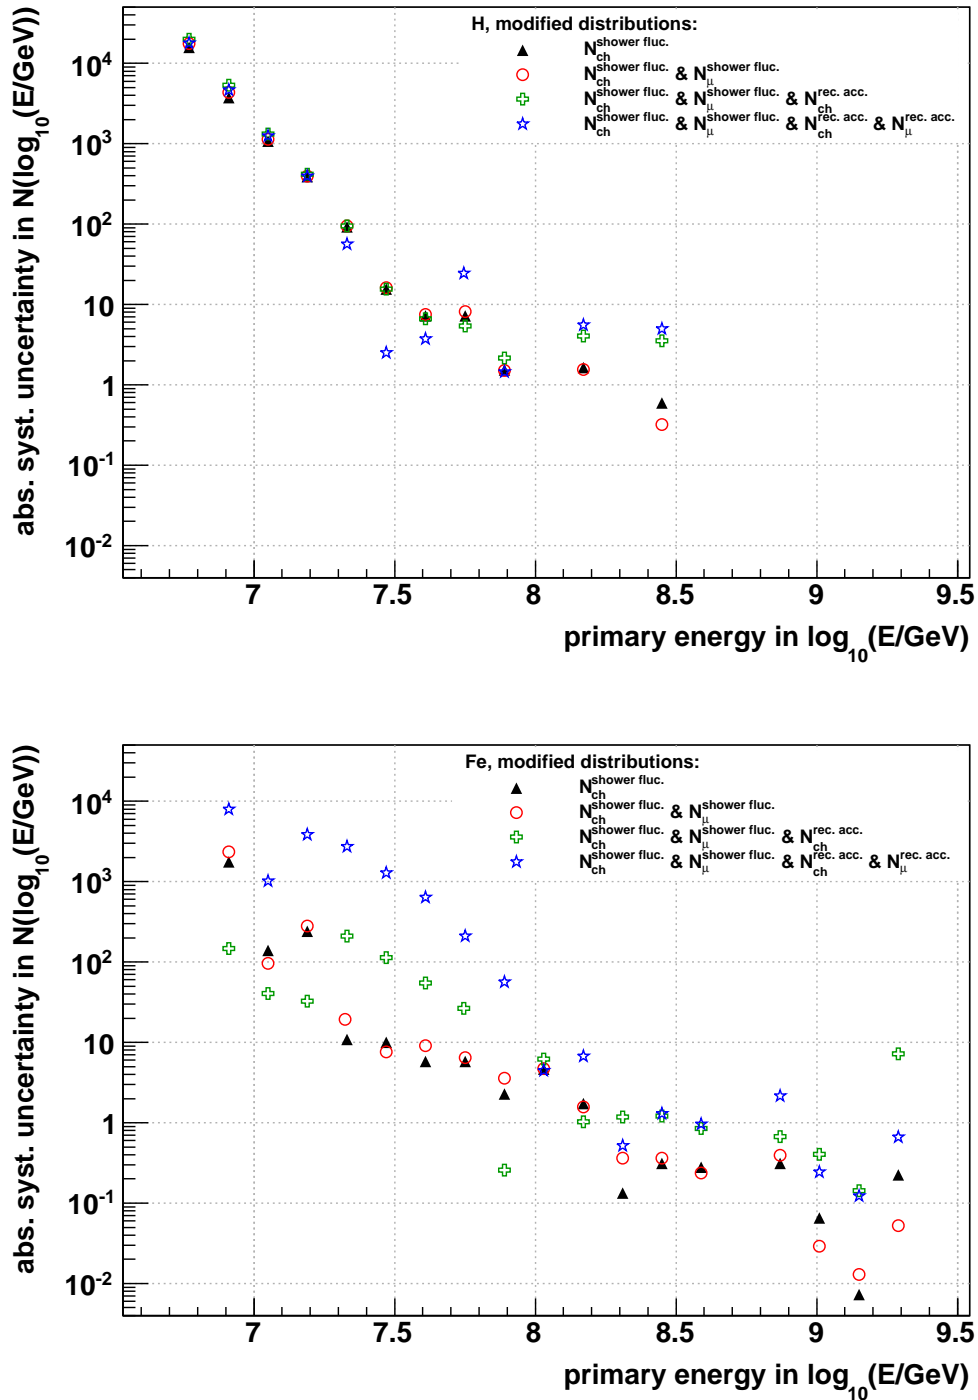 H, modified distributions:
N_ch^shower fluc.
N_ch^shower fluc. & N_μ^shower fluc.
N_ch^shower fluc. & N_μ^shower fluc. & N_ch^rec. acc.
N_ch^shower fluc. & N_μ^shower fluc. & N_ch^rec. acc. & N_μ^rec. acc.
abs. syst. uncertainty in N(log_10(E/GeV))
10^4
10^3
10^2
10
1
10^-1
10^-2
7 7.5 8 8.5 9 9.5
primary energy in log_10(E/GeV)
Fe, modified distributions:
N_ch^shower fluc.
N_ch^shower fluc. & N_μ^shower fluc.
N_ch^shower fluc. & N_μ^shower fluc. & N_ch^rec. acc.
N_ch^shower fluc. & N_μ^shower fluc. & N_ch^rec. acc. & N_μ^rec. acc.
abs. syst. uncertainty in N(log_10(E/GeV))
10^4
10^3
10^2
10
1
10^-1
10^-2
7 7.5 8 8.5 9 9.5
primary energy in log_10(E/GeV)